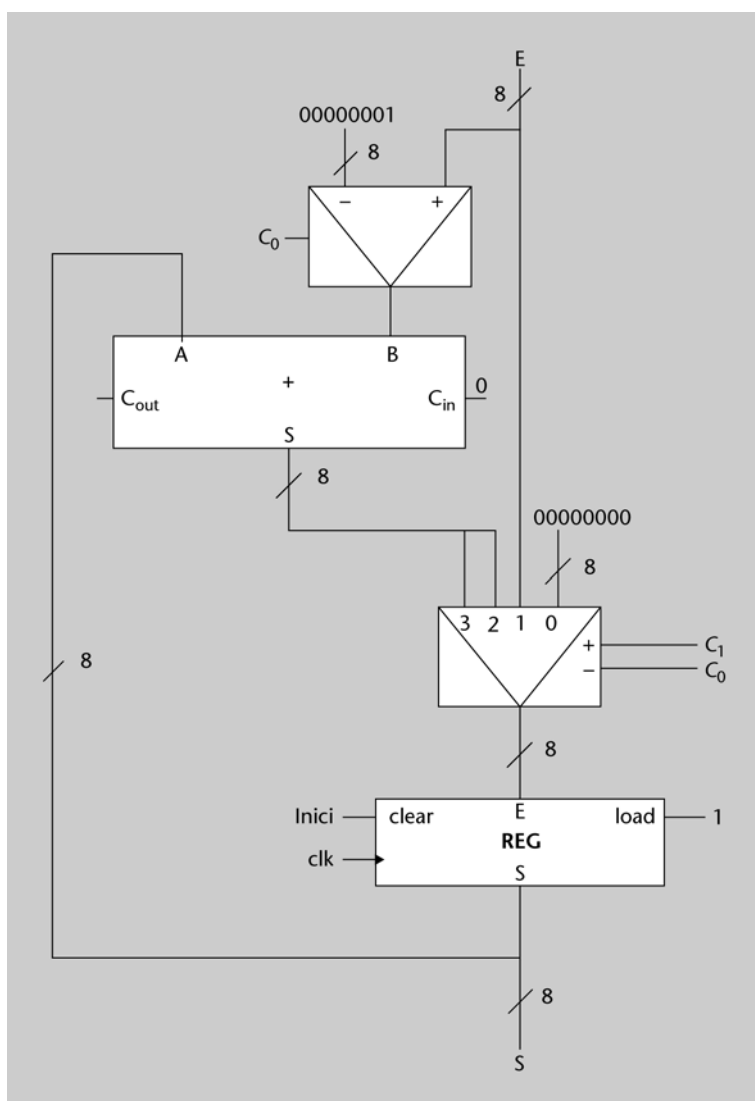 E
8
00000001
8
– +
C0
A B
+
Cout Cin 0
S
8
00000000
8
3 2 1 0
+ C1
– C0
8
8
Inici clear E load 1
REG
clk
S
8
S